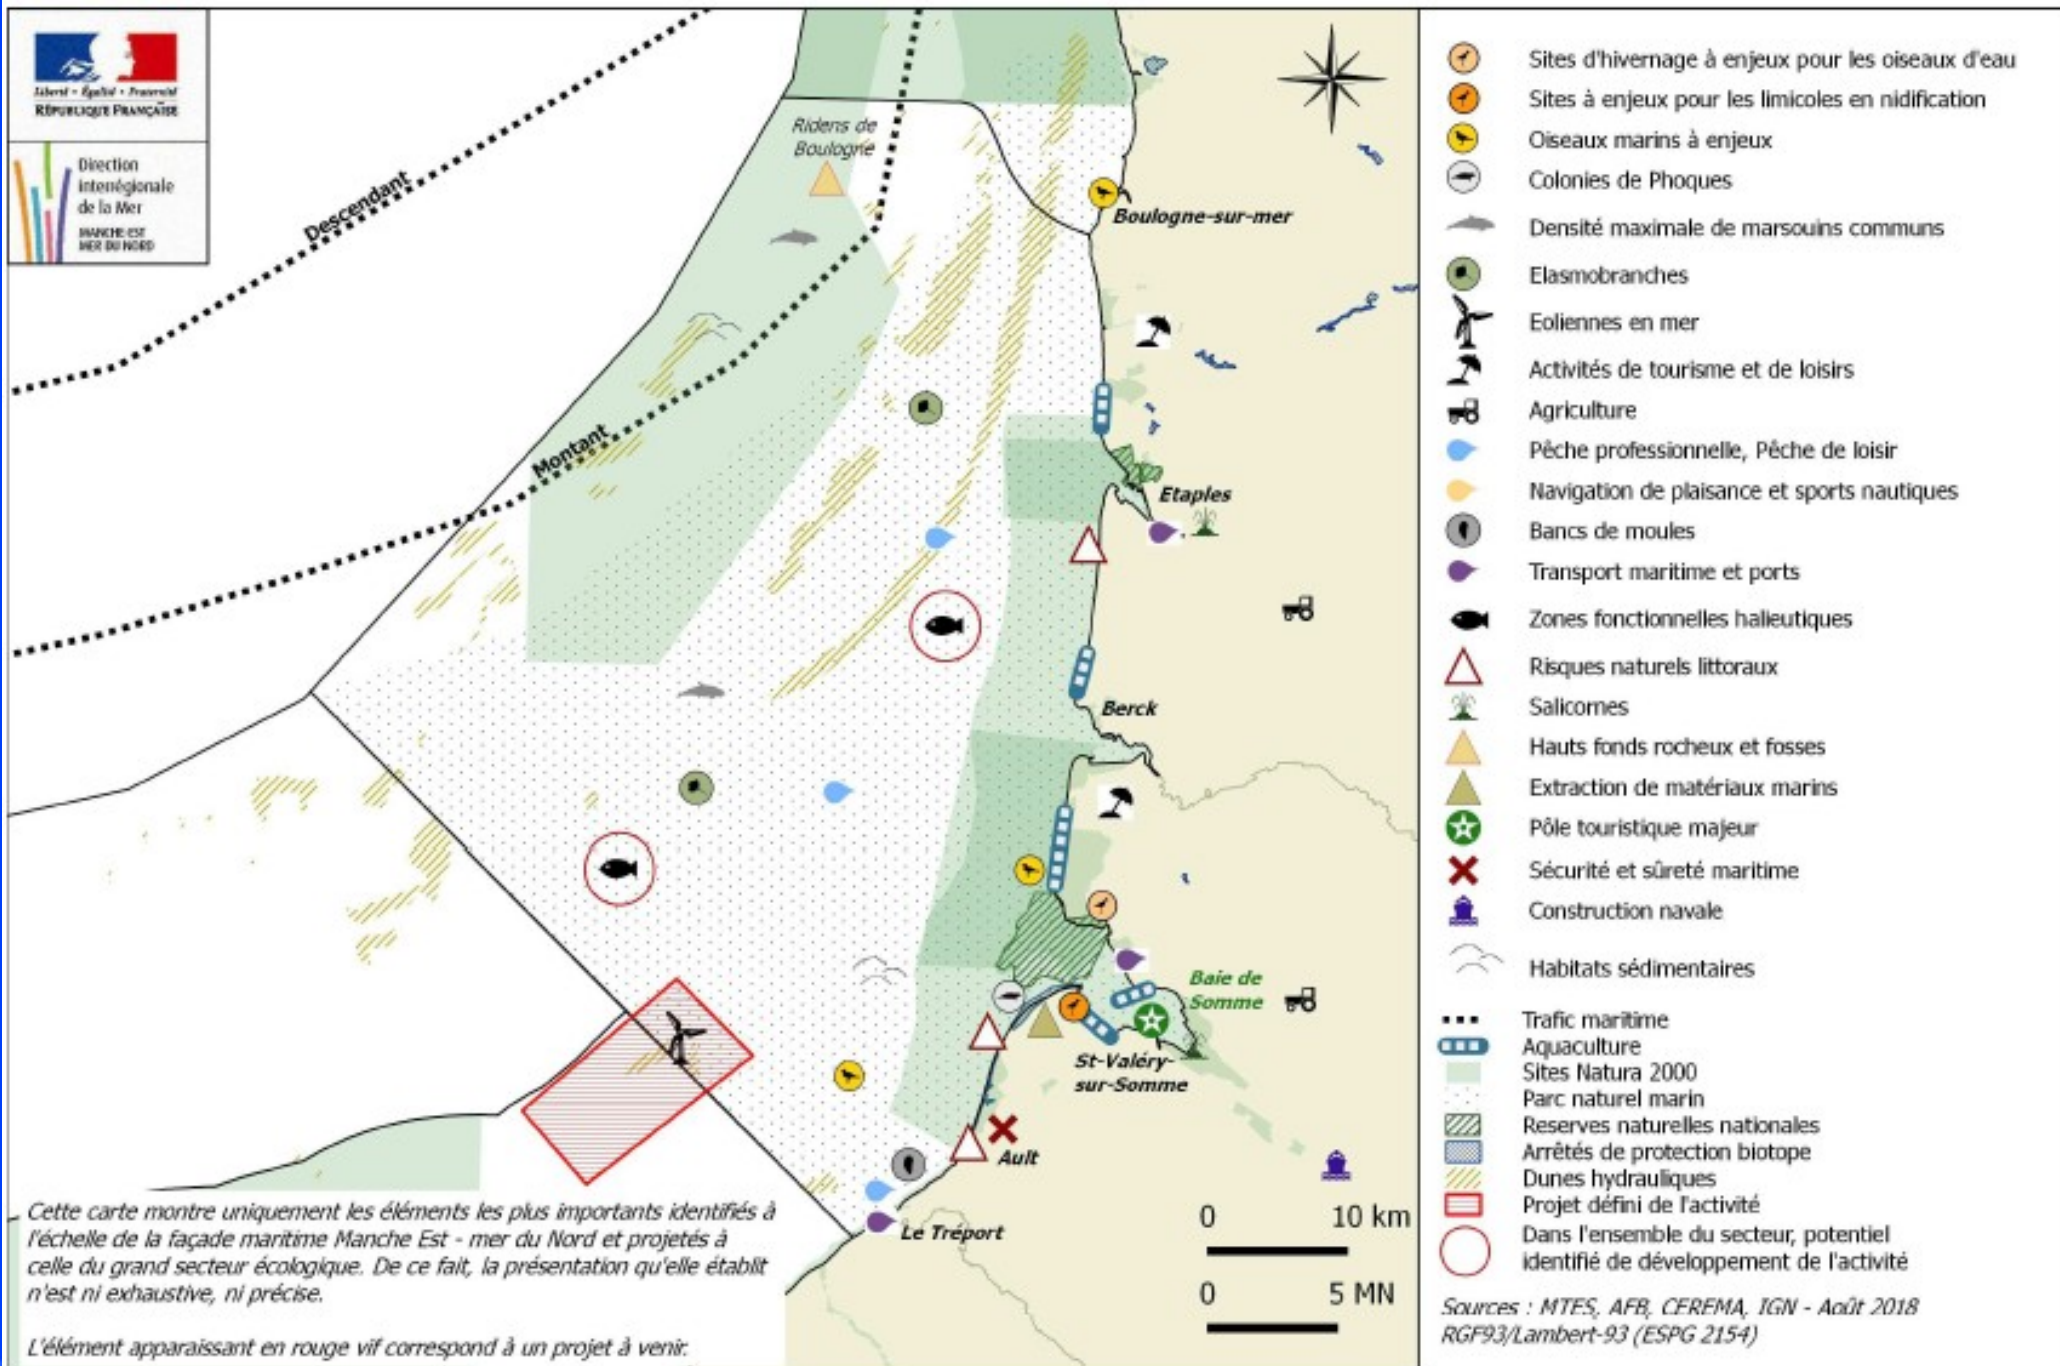 Liberté • Égalité • Fraternité
RÉPUBLIQUE FRANÇAISE
Direction
interrégionale
de la Mer
MANCHE EST
MER DU NORD
Descendant
Montant
Ridens de
Boulogne
Boulogne-sur-mer
Etaples
Berck
Baie de
Somme
St-Valéry-
sur-Somme
Ault
Le Tréport
0 10 km
0 5 MN
Cette carte montre uniquement les éléments les plus importants identifiés à
l'échelle de la façade maritime Manche Est - mer du Nord et projetés à
celle du grand secteur écologique. De ce fait, la présentation qu'elle établit
n'est ni exhaustive, ni précise.
L'élément apparaissant en rouge vif correspond à un projet à venir.
Sites d'hivernage à enjeux pour les oiseaux d'eau
Sites à enjeux pour les limicoles en nidification
Oiseaux marins à enjeux
Colonies de Phoques
Densité maximale de marsouins communs
Elasmobranches
Eoliennes en mer
Activités de tourisme et de loisirs
Agriculture
Pêche professionnelle, Pêche de loisir
Navigation de plaisance et sports nautiques
Bancs de moules
Transport maritime et ports
Zones fonctionnelles halieutiques
Risques naturels littoraux
Salicornes
Hauts fonds rocheux et fosses
Extraction de matériaux marins
Pôle touristique majeur
Sécurité et sûreté maritime
Construction navale
Habitats sédimentaires
Trafic maritime
Aquaculture
Sites Natura 2000
Parc naturel marin
Reserves naturelles nationales
Arrêtés de protection biotope
Dunes hydrauliques
Projet défini de l'activité
Dans l'ensemble du secteur, potentiel
identifié de développement de l'activité
Sources : MTES, AFB, CEREMA, IGN - Août 2018
RGF93/Lambert-93 (ESPG 2154)